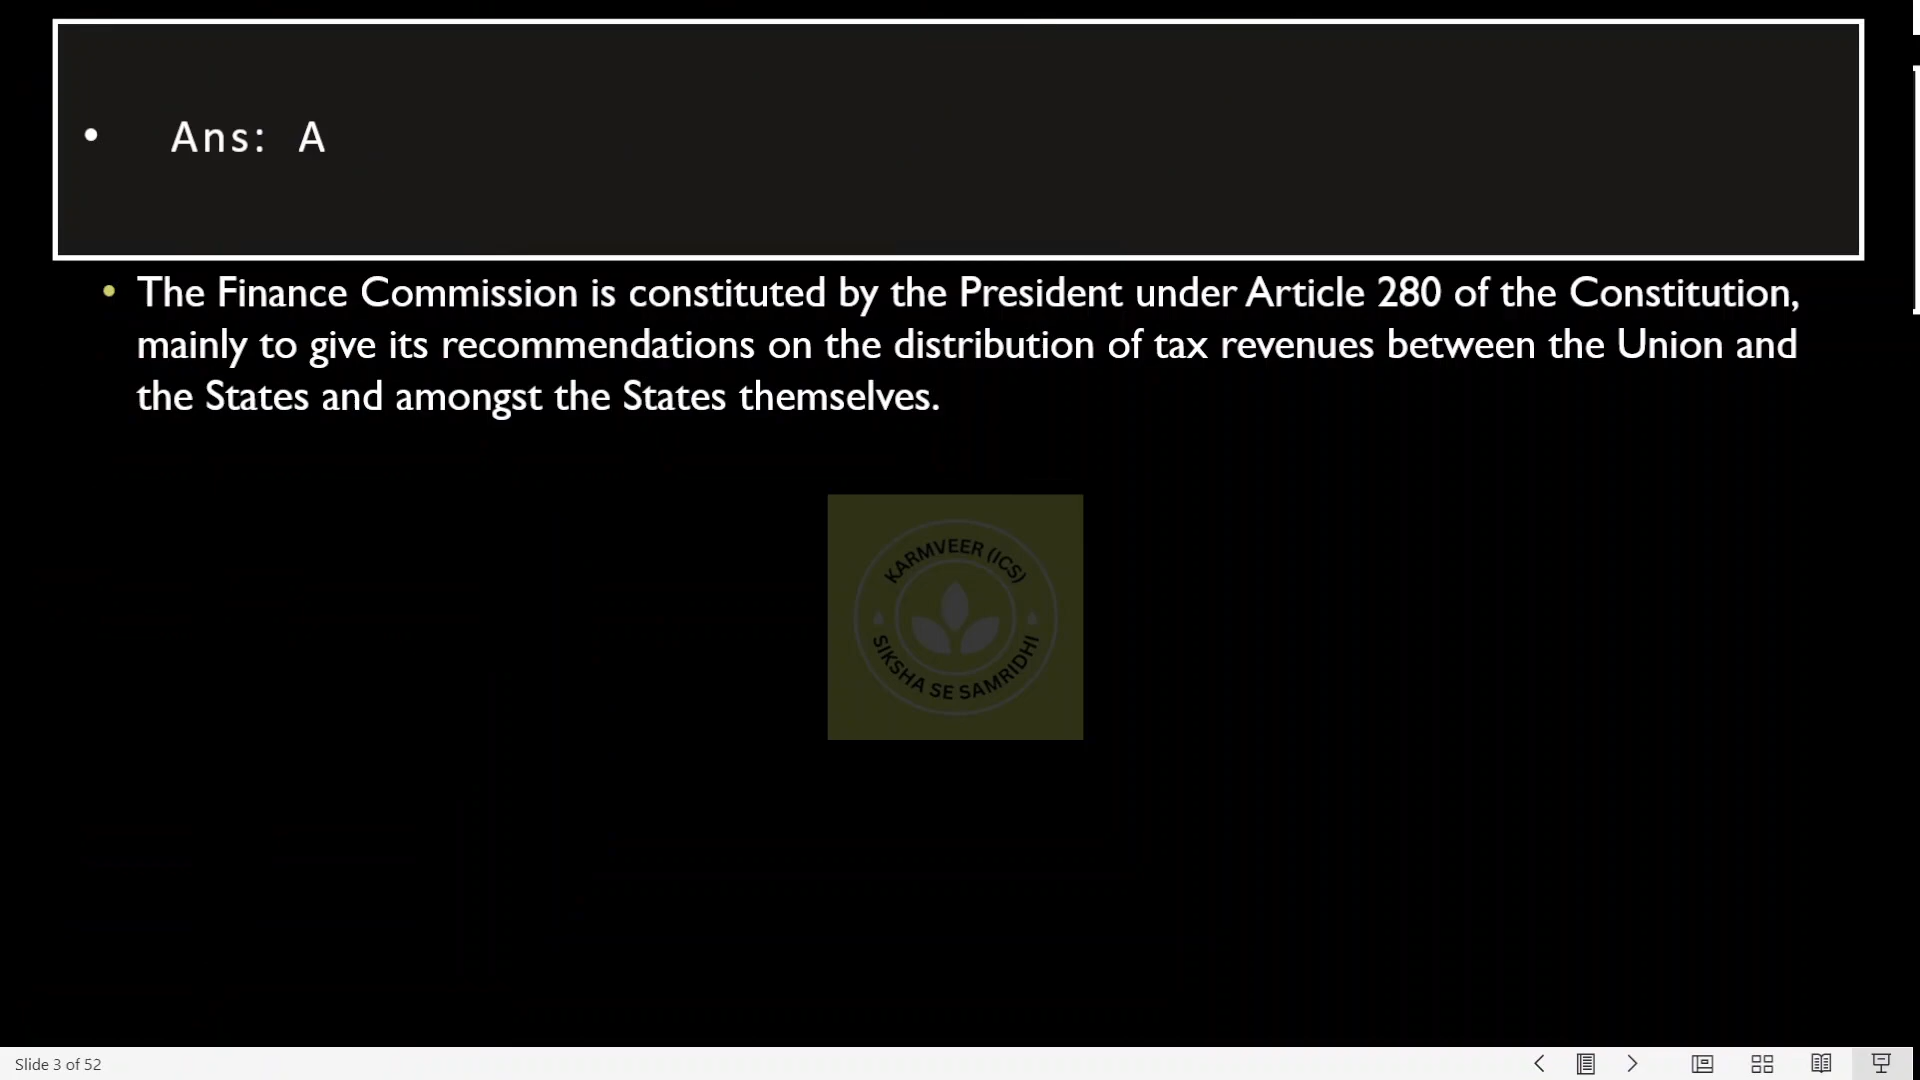 • Ans: A
• The Finance Commission is constituted by the President under Article 280 of the Constitution,
mainly to give its recommendations on the distribution of tax revenues between the Union and
the States and amongst the States themselves.
KARMVEER (ICS)
SIKSHA SE SAMRIDHI
Slide 3 of 52